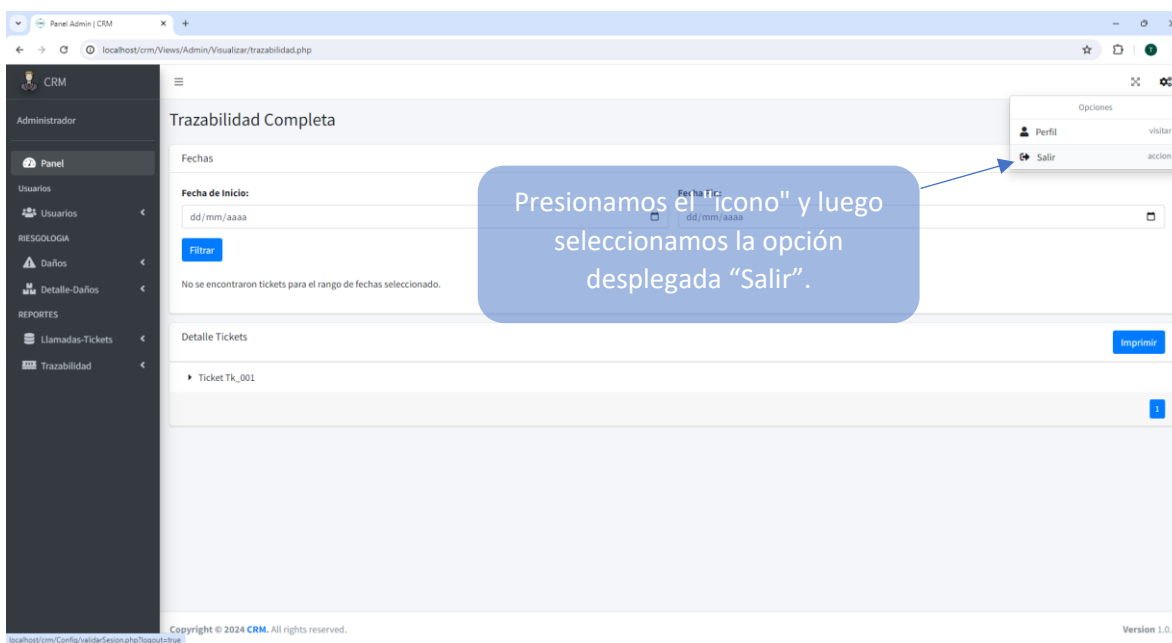 Panel Admin | CRM
localhost/crm/Views/Admin/Visualizar/trazabilidad.php
CRM
Administrador
Panel
Usuarios
Usuarios
RIESGOLOGIA
Daños
Detalle-Daños
REPORTES
Llamadas-Tickets
Trazabilidad
Opciones
Perfil visitar
Salir accion
Trazabilidad Completa
Fechas
Fecha de Inicio:
dd/mm/aaaa
dd/mm/aaaa
Filtrar
No se encontraron tickets para el rango de fechas seleccionado.
Presionamos el "icono" y luego
seleccionamos la opción
desplegada “Salir”.
Detalle Tickets
Imprimir
Ticket Tk_001
1
Copyright © 2024 CRM. All rights reserved.
Version 1.0.
localhost/crm/Config/validarSesion.php?logout=true